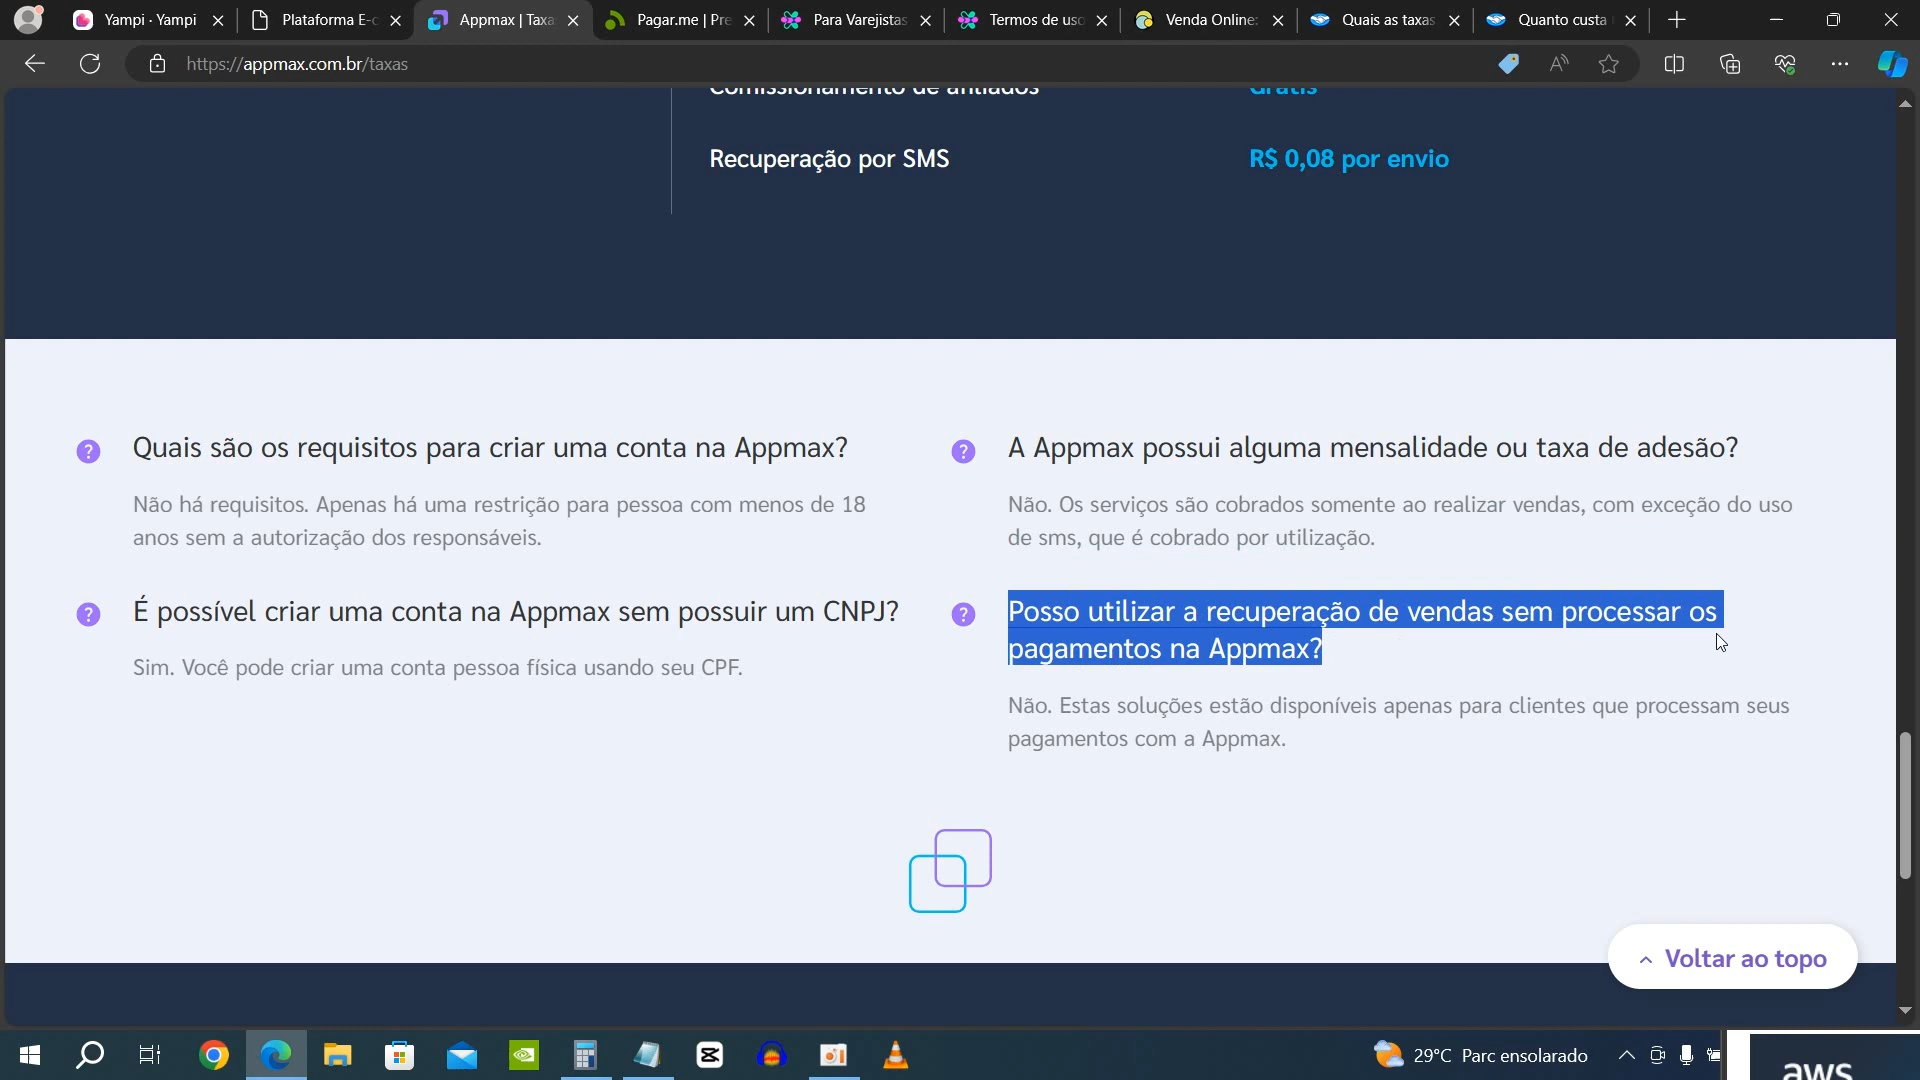 Yampi · Yampi
Plataforma E-c
Appmax | Taxa
Pagar.me | Pre
Para Varejistas
Termos de uso
Venda Online:
Quais as taxas
Quanto custa
https://appmax.com.br/taxas
Comissionamento de afiliados
Grátis
Recuperação por SMS
R$ 0,08 por envio
Quais são os requisitos para criar uma conta na Appmax?
Não há requisitos. Apenas há uma restrição para pessoa com menos de 18
anos sem a autorização dos responsáveis.
É possível criar uma conta na Appmax sem possuir um CNPJ?
Sim. Você pode criar uma conta pessoa física usando seu CPF.
A Appmax possui alguma mensalidade ou taxa de adesão?
Não. Os serviços são cobrados somente ao realizar vendas, com exceção do uso
de sms, que é cobrado por utilização.
Posso utilizar a recuperação de vendas sem processar os
pagamentos na Appmax?
Não. Estas soluções estão disponíveis apenas para clientes que processam seus
pagamentos com a Appmax.
Voltar ao topo
29°C Parc ensolarado
aws